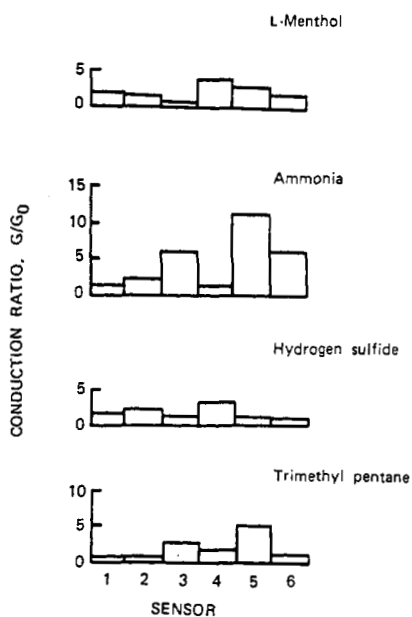 L-Menthol
5
0
Ammonia
15
10
5
0
CONDUCTION RATIO, G/G0
Hydrogen sulfide
5
0
Trimethyl pentane
10
5
0
1 2 3 4 5 6
SENSOR